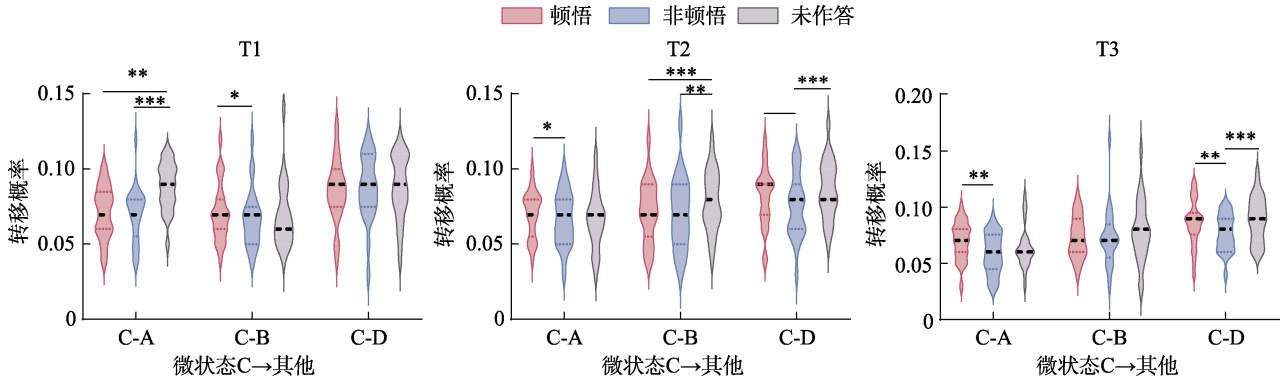 顿悟 非顿悟 未作答
T1
转移概率
0.15
0.10
0.05
0
** *** *
C-A C-B C-D
微状态C→其他
T2
转移概率
0.15
0.10
0.05
0
* *** ** ***
C-A C-B C-D
微状态C→其他
T3
转移概率
0.20
0.15
0.10
0.05
0
** ** ***
C-A C-B C-D
微状态C→其他